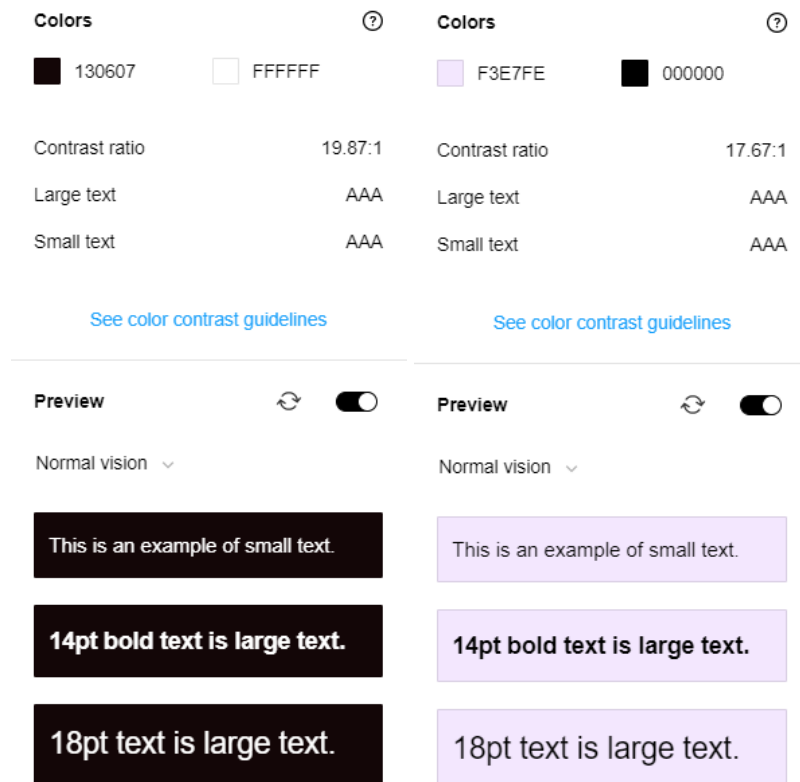 Colors
130607 FFFFFF
Contrast ratio 19.87:1
Large text AAA
Small text AAA
See color contrast guidelines
Preview
Normal vision
This is an example of small text.
14pt bold text is large text.
18pt text is large text.
Colors
F3E7FE 000000
Contrast ratio 17.67:1
Large text AAA
Small text AAA
See color contrast guidelines
Preview
Normal vision
This is an example of small text.
14pt bold text is large text.
18pt text is large text.